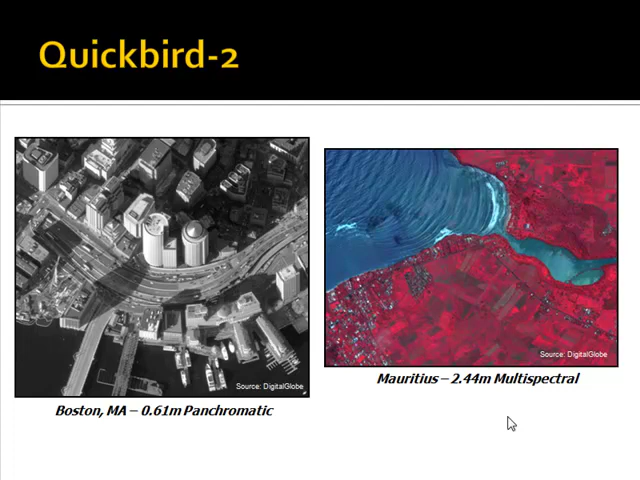 Quickbird-2
Source: DigitalGlobe
Source: DigitalGlobe
Boston, MA – 0.61m Panchromatic
Mauritius – 2.44m Multispectral